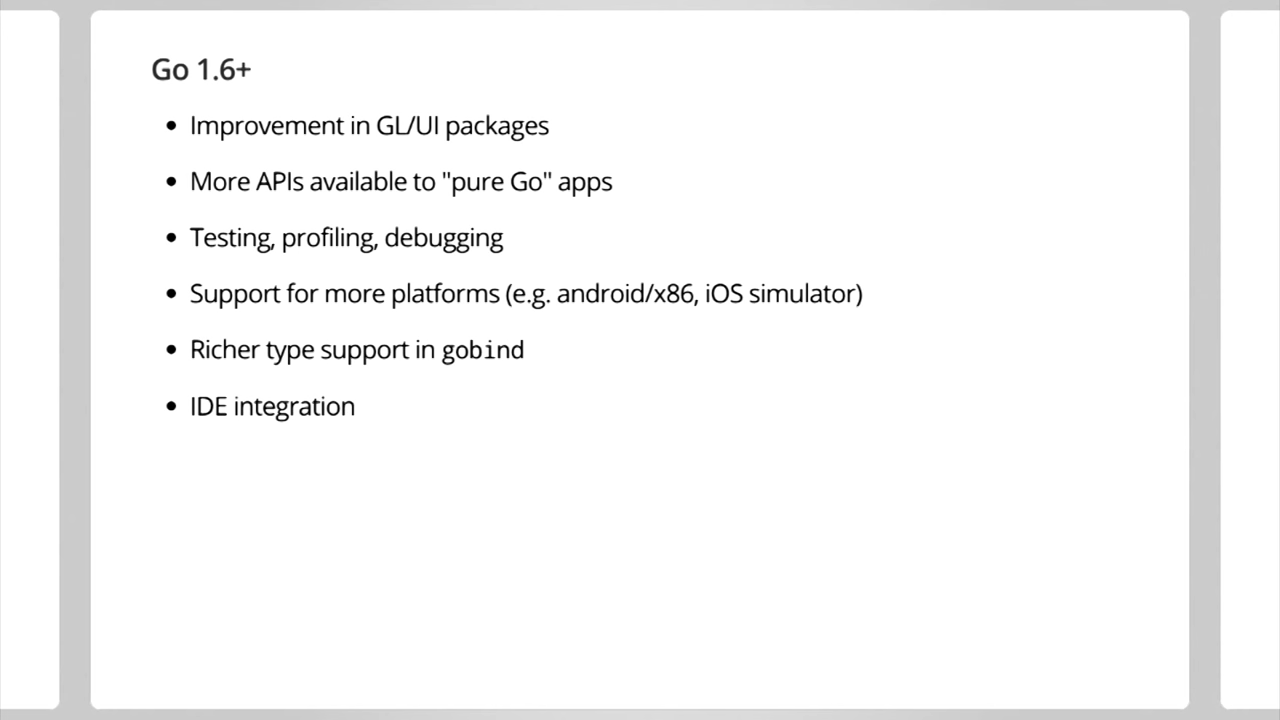 Go 1.6+
• Improvement in GL/UI packages
• More APIs available to "pure Go" apps
• Testing, profiling, debugging
• Support for more platforms (e.g. android/x86, iOS simulator)
• Richer type support in gobind
• IDE integration